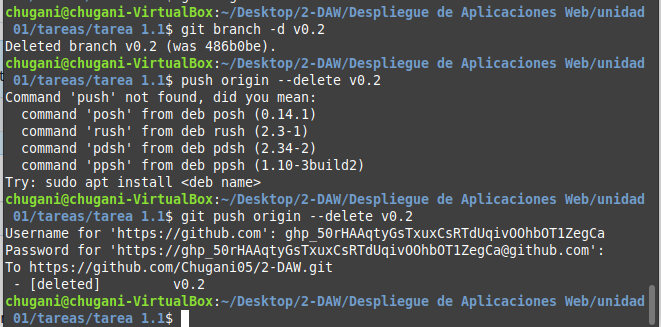 chugani@chugani-VirtualBox:~/Desktop/2-DAW/Despliegue de Aplicaciones Web/unidad
01/tareas/tarea 1.1$ git branch -d v0.2
Deleted branch v0.2 (was 486b0be).
chugani@chugani-VirtualBox:~/Desktop/2-DAW/Despliegue de Aplicaciones Web/unidad
01/tareas/tarea 1.1$ push origin --delete v0.2
Command 'push' not found, did you mean:
command 'posh' from deb posh (0.14.1)
command 'rush' from deb rush (2.3-1)
command 'pdsh' from deb pdsh (2.34-2)
command 'ppsh' from deb ppsh (1.10-3build2)
Try: sudo apt install <deb name>
chugani@chugani-VirtualBox:~/Desktop/2-DAW/Despliegue de Aplicaciones Web/unidad
01/tareas/tarea 1.1$ git push origin --delete v0.2
Username for 'https://github.com': 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
Password for 'https://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@github.com':
To https://github.com/Chugani05/2-DAW.git
- [deleted]         v0.2
chugani@chugani-VirtualBox:~/Desktop/2-DAW/Despliegue de Aplicaciones Web/unidad
01/tareas/tarea 1.1$